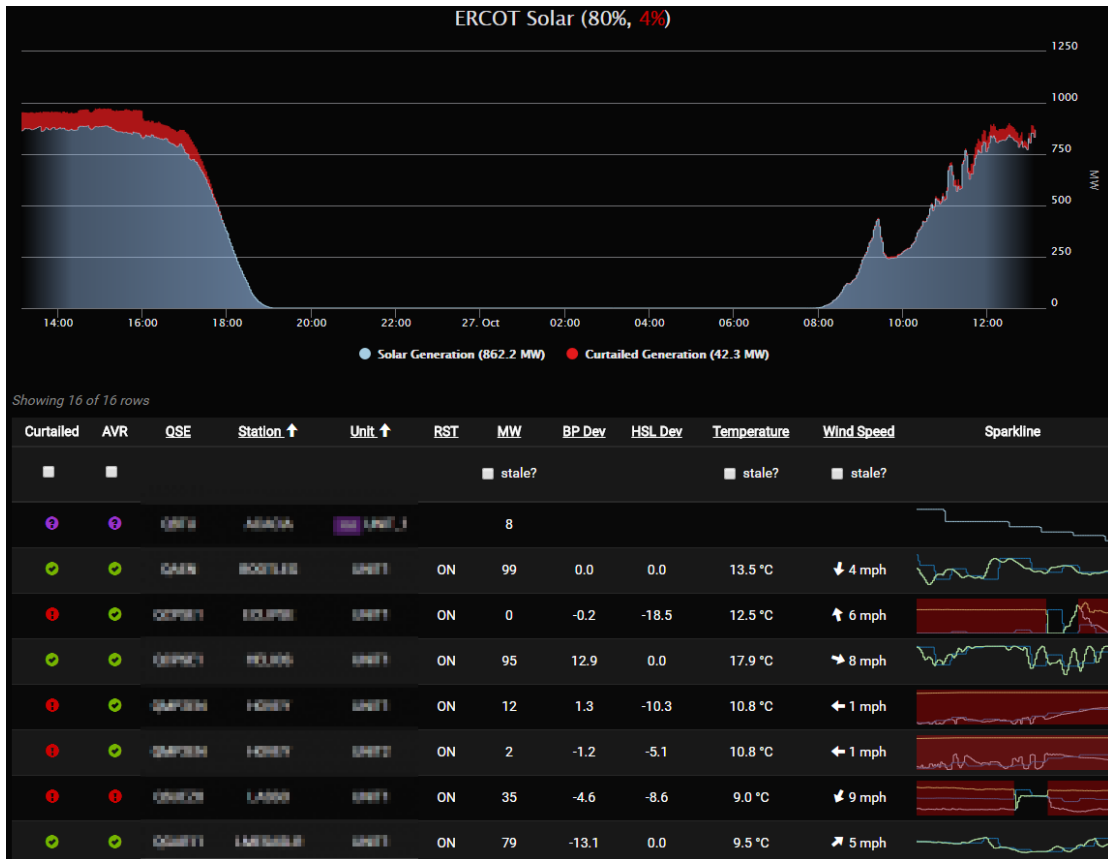 ERCOT Solar (80%, 4%)
1250
1000
750
MW
500
250
0
14:00 16:00 18:00 20:00 22:00 27. Oct 02:00 04:00 06:00 08:00 10:00 12:00
Solar Generation (862.2 MW) Curtailed Generation (42.3 MW)
Showing 16 of 16 rows
Curtailed AVR QSE Station Unit RST MW BP Dev HSL Dev Temperature Wind Speed Sparkline
stale? stale? stale?
8
ON 99 0.0 0.0 13.5 °C 4 mph
ON 0 -0.2 -18.5 12.5 °C 6 mph
ON 95 12.9 0.0 17.9 °C 8 mph
ON 12 1.3 -10.3 10.8 °C 1 mph
ON 2 -1.2 -5.1 10.8 °C 1 mph
ON 35 -4.6 -8.6 9.0 °C 9 mph
ON 79 -13.1 0.0 9.5 °C 5 mph